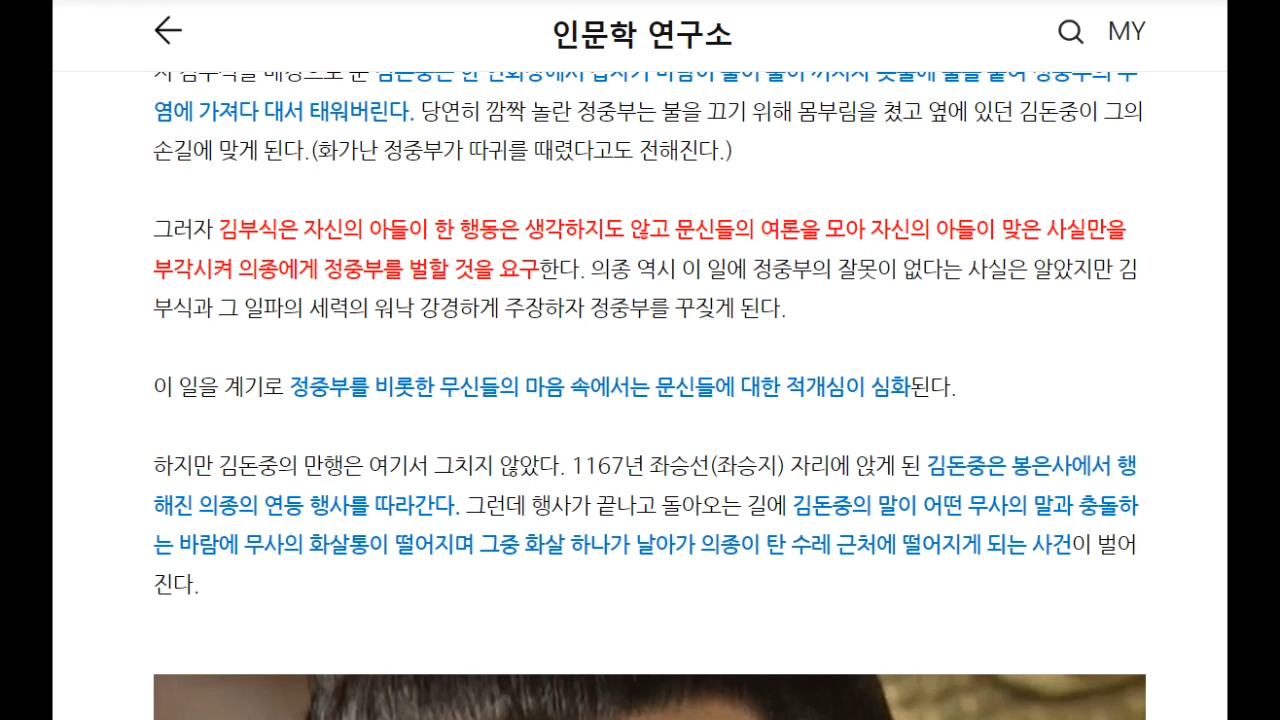 인문학 연구소
MY
염에 가져다 대서 태워버린다. 당연히 깜짝 놀란 정중부는 불을 끄기 위해 몸부림을 쳤고 옆에 있던 김돈중이 그의
손길에 맞게 된다.(화가난 정중부가 따귀를 때렸다고도 전해진다.)
그러자 김부식은 자신의 아들이 한 행동은 생각하지도 않고 문신들의 여론을 모아 자신의 아들이 맞은 사실만을
부각시켜 의종에게 정중부를 벌할 것을 요구한다. 의종 역시 이 일에 정중부의 잘못이 없다는 사실은 알았지만 김
부식과 그 일파의 세력의 워낙 강경하게 주장하자 정중부를 꾸짖게 된다.
이 일을 계기로 정중부를 비롯한 무신들의 마음 속에서는 문신들에 대한 적개심이 심화된다.
하지만 김돈중의 만행은 여기서 그치지 않았다. 1167년 좌승선(좌승지) 자리에 앉게 된 김돈중은 봉은사에서 행
해진 의종의 연등 행사를 따라간다. 그런데 행사가 끝나고 돌아오는 길에 김돈중의 말이 어떤 무사의 말과 충돌하
는 바람에 무사의 화살통이 떨어지며 그중 화살 하나가 날아가 의종이 탄 수레 근처에 떨어지게 되는 사건이 벌어
진다.